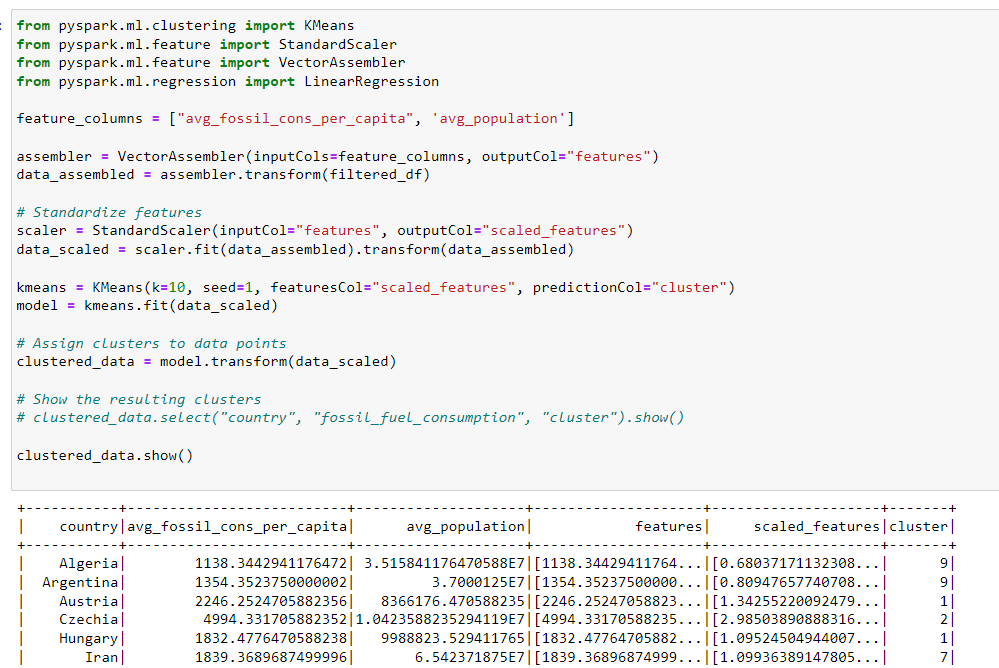 from pyspark.ml.clustering import KMeans
from pyspark.ml.feature import StandardScaler
from pyspark.ml.feature import VectorAssembler
from pyspark.ml.regression import LinearRegression

feature_columns = ["avg_fossil_cons_per_capita", 'avg_population']

assembler = VectorAssembler(inputCols=feature_columns, outputCol="features")
data_assembled = assembler.transform(filtered_df)

# Standardize features
scaler = StandardScaler(inputCol="features", outputCol="scaled_features")
data_scaled = scaler.fit(data_assembled).transform(data_assembled)

kmeans = KMeans(k=10, seed=1, featuresCol="scaled_features", predictionCol="cluster")
model = kmeans.fit(data_scaled)

# Assign clusters to data points
clustered_data = model.transform(data_scaled)

# Show the resulting clusters
# clustered_data.select("country", "fossil_fuel_consumption", "cluster").show()

clustered_data.show()

+-----------+--------------------------+--------------------+--------------------+--------------------+-------+
|    country|avg_fossil_cons_per_capita|      avg_population|            features|     scaled_features|cluster|
+-----------+--------------------------+--------------------+--------------------+--------------------+-------+
|    Algeria|        1138.3442941176472| 3.515841176470588E7|[1138.34429411764...|[0.68037171132308...|      9|
|  Argentina|        1354.3523750000002|         3.7000125E7|[1354.35237500000...|[0.80947657740708...|      9|
|    Austria|        2246.2524705882356|   8366176.470588235|[2246.25247058823...|[1.34255220092479...|      1|
|    Czechia|         4994.331705882352|1.0423588235294119E7|[4994.33170588235...|[2.98503890888316...|      2|
|    Hungary|        1832.4776470588238|   9988823.529411765|[1832.47764705882...|[1.09524504944007...|      1|
|       Iran|        1839.3689687499996|      6.542371875E7|[1839.36896874999...|[1.09936389147805...|      7|